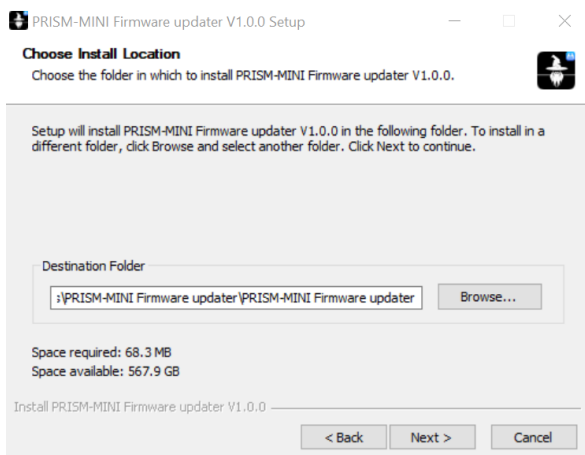 PRISM-MINI Firmware updater V1.0.0 Setup
Choose Install Location
Choose the folder in which to install PRISM-MINI Firmware updater V1.0.0.
Setup will install PRISM-MINI Firmware updater V1.0.0 in the following folder. To install in a
different folder, click Browse and select another folder. Click Next to continue.
Destination Folder
\PRISM-MINI Firmware updater\PRISM-MINI Firmware updater
Browse...
Space required: 68.3 MB
Space available: 567.9 GB
Install PRISM-MINI Firmware updater V1.0.0
< Back
Next >
Cancel